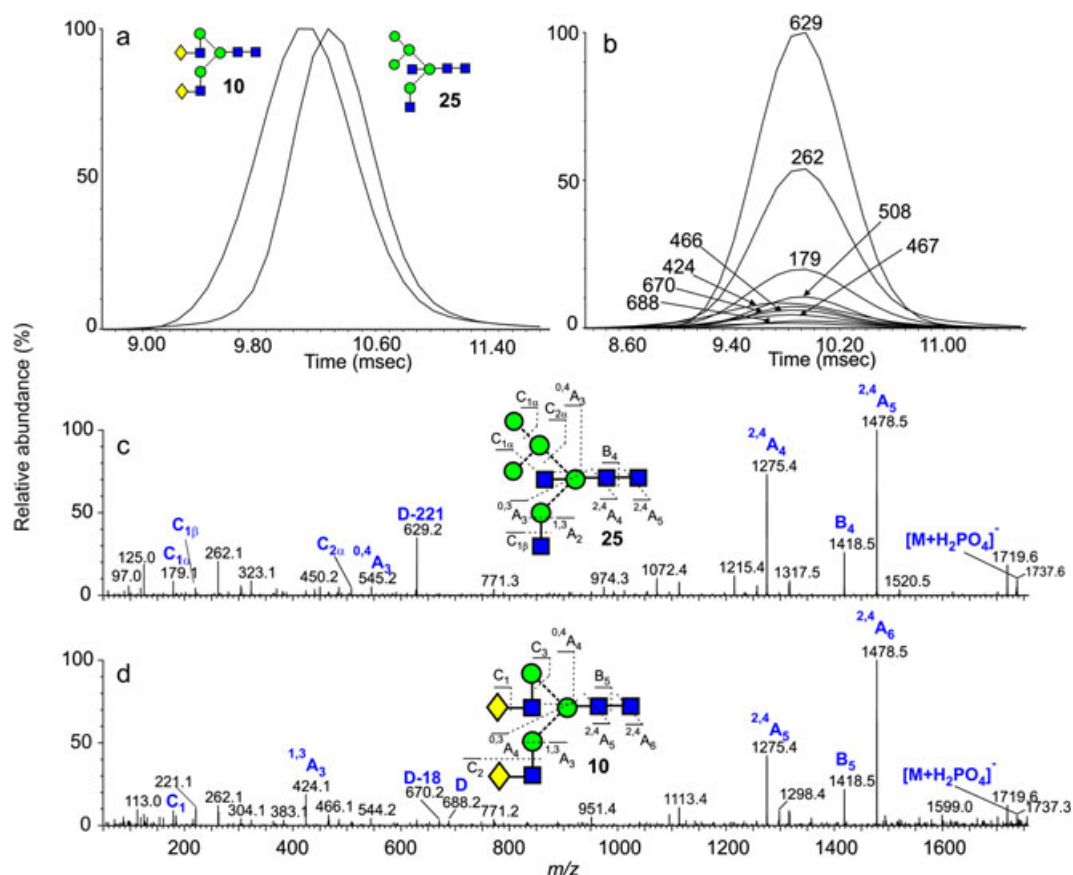 Relative abundance (%)
a
100
50
0
10
25
9.00 9.80 10.60 11.40
Time (msec)
b
100
50
0
629
262
508
466
179
467
424
670
688
8.60 9.40 10.20 11.00
Time (msec)
c
100
50
0
C1α
0,4A3
C2α
C1α
B4
0,3A3
2,4A4
2,4A5
1,3A2
C1β
25
2,4A5
1478.5
2,4A4
1275.4
D-221
629.2
C1β
C2α 0,4A3
B4
1418.5
[M+H2PO4]-
1719.6
1737.6
125.0
97.0
C1α
179.1
262.1
323.1
450.2
545.2
771.3
974.3
1072.4
1215.4
1317.5
1520.5
d
100
50
0
0,4A4
C3
C1
B5
0,3A4
2,4A5
2,4A6
1,3A3
C2
10
2,4A6
1478.5
2,4A5
1275.4
1,3A3
424.1
D-18
670.2
D
688.2
B5
1418.5
[M+H2PO4]-
1719.6
1737.3
221.1
113.0
C1
262.1
304.1
383.1
466.1
544.2
771.2
951.4
1113.4
1298.4
1599.0
200 400 600 800 1000 1200 1400 1600
m/z